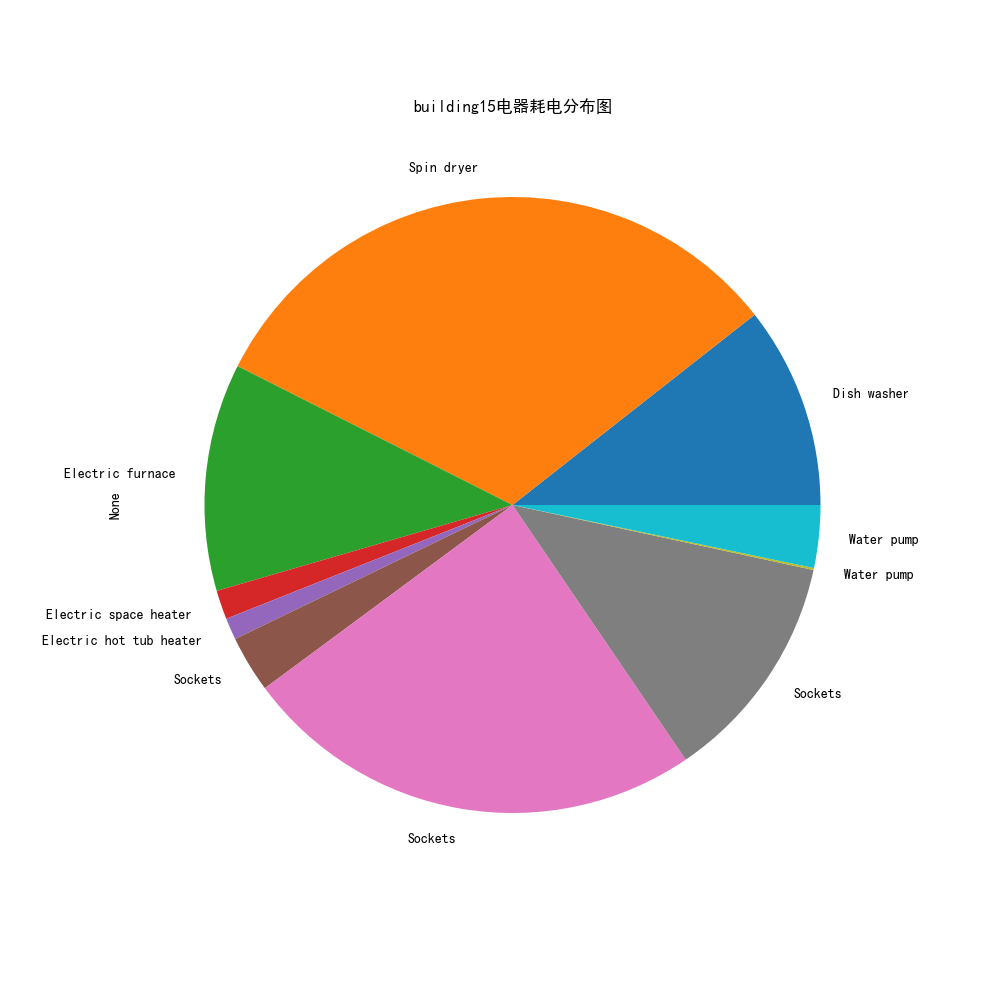 building15电器耗电分布图
Spin dryer
Dish washer
Electric furnace
None
Water pump
Water pump
Electric space heater
Electric hot tub heater
Sockets
Sockets
Sockets